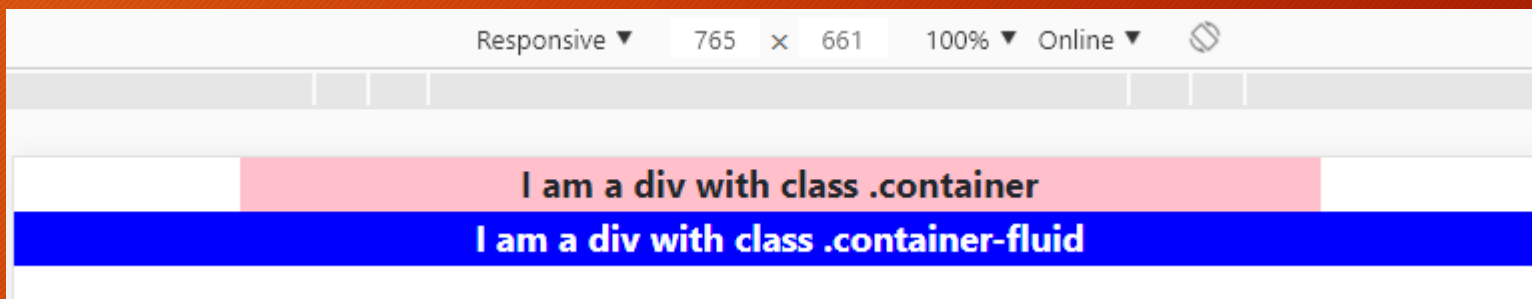 Responsive ▼ 765 × 661 100% ▼ Online ▼
I am a div with class .container
I am a div with class .container-fluid